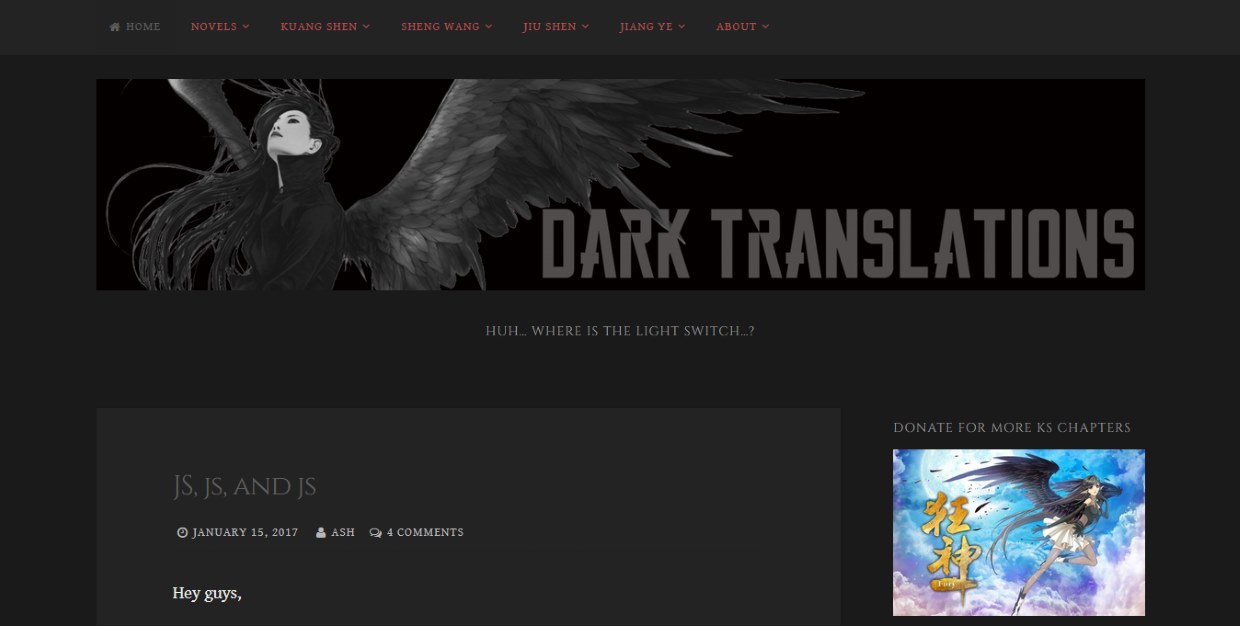 HOME NOVELS KUANG SHEN SHENG WANG JIU SHEN JIANG YE ABOUT
DARK TRANSLATIONS
HUH... WHERE IS THE LIGHT SWITCH...?
JS, JS, AND JS
JANUARY 15, 2017 ASH 4 COMMENTS
Hey guys,
DONATE FOR MORE KS CHAPTERS
狂
神
Fury